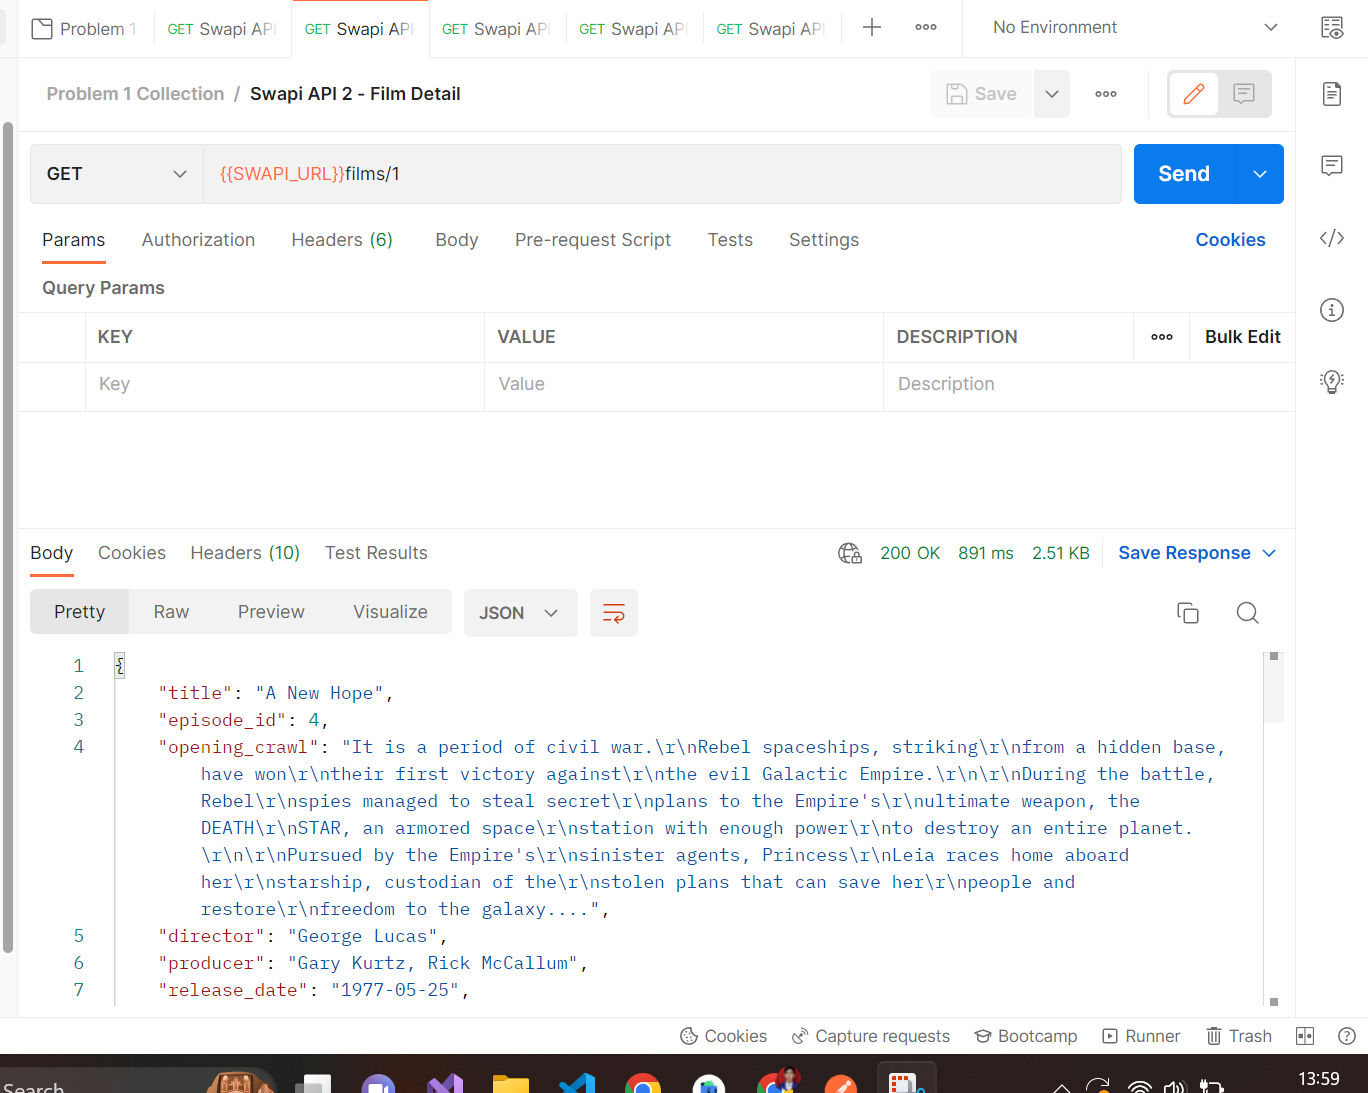 Problem 1
GET Swapi API
GET Swapi API
GET Swapi API
GET Swapi API
GET Swapi API
No Environment
Problem 1 Collection / Swapi API 2 - Film Detail
Save
GET
{{SWAPI_URL}}films/1
Send
Params Authorization Headers (6) Body Pre-request Script Tests Settings Cookies
Query Params
KEY VALUE DESCRIPTION Bulk Edit
Key Value Description
Body Cookies Headers (10) Test Results 200 OK 891 ms 2.51 KB Save Response
Pretty Raw Preview Visualize JSON
1 {
2 "title": "A New Hope",
3 "episode_id": 4,
4 "opening_crawl": "It is a period of civil war.\r\nRebel spaceships, striking\r\nfrom a hidden base,
have won\r\ntheir first victory against\r\nthe evil Galactic Empire.\r\n\r\nDuring the battle,
Rebel\r\nspies managed to steal secret\r\nplans to the Empire's\r\nultimate weapon, the
DEATH\r\nSTAR, an armored space\r\nstation with enough power\r\nto destroy an entire planet.
\r\n\r\nPursued by the Empire's\r\nsinister agents, Princess\r\nLeia races home aboard
her\r\nstarship, custodian of the\r\nstolen plans that can save her\r\npeople and
restore\r\nfreedom to the galaxy....",
5 "director": "George Lucas",
6 "producer": "Gary Kurtz, Rick McCallum",
7 "release_date": "1977-05-25",
Cookies Capture requests Bootcamp Runner Trash
Search
13:59